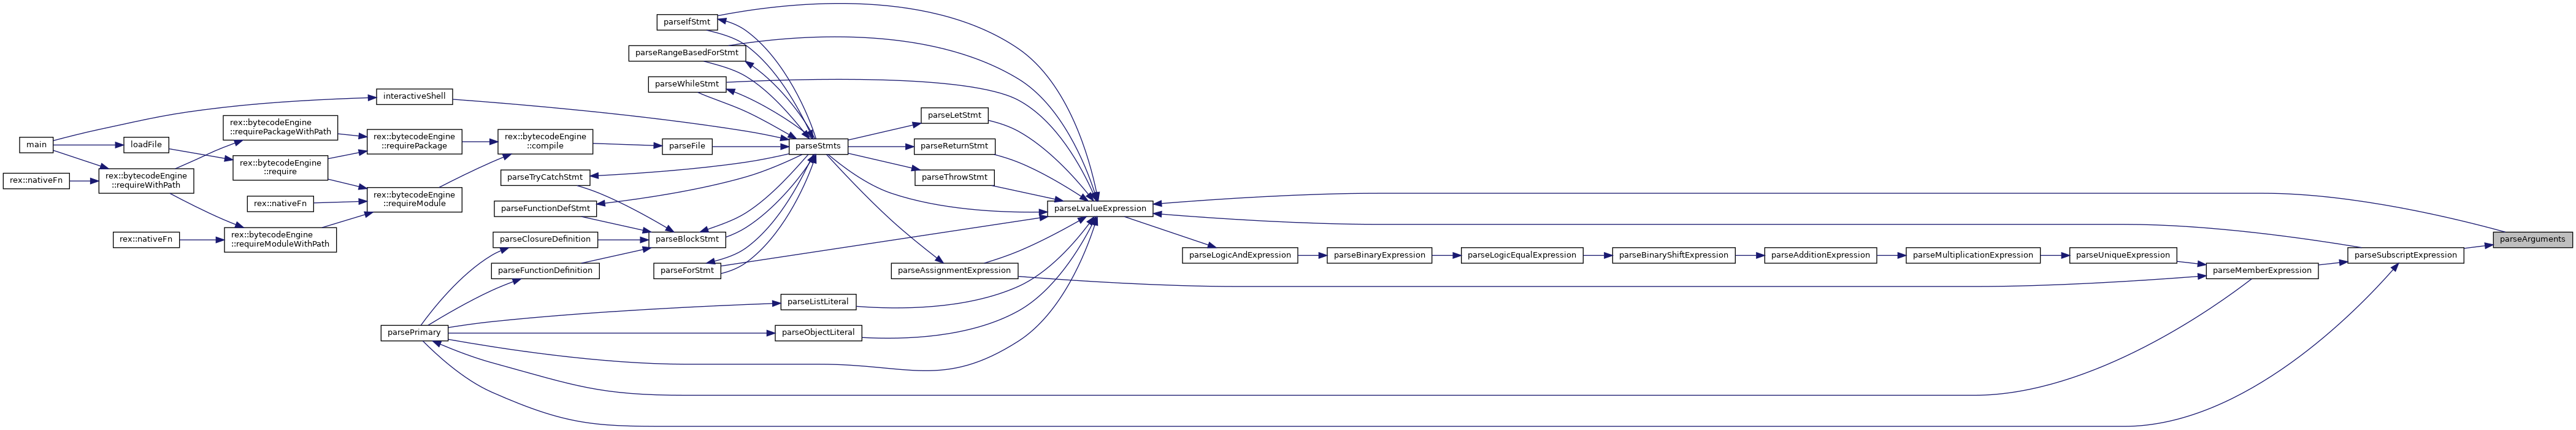 parseIfStmt
parseRangeBasedForStmt
parseWhileStmt
interactiveShell
parseLetStmt
rex::bytecodeEngine
::requirePackageWithPath
rex::bytecodeEngine
::requirePackage
rex::bytecodeEngine
::compile
main
loadFile
parseFile
parseStmts
parseReturnStmt
rex::bytecodeEngine
::require
rex::nativeFn
rex::bytecodeEngine
::requireWithPath
parseTryCatchStmt
parseThrowStmt
rex::nativeFn
rex::bytecodeEngine
::requireModule
parseFunctionDefStmt
parseLvalueExpression
rex::nativeFn
rex::bytecodeEngine
::requireModuleWithPath
parseClosureDefinition
parseBlockStmt
parseArguments
parseLogicAndExpression
parseBinaryExpression
parseLogicEqualExpression
parseBinaryShiftExpression
parseAdditionExpression
parseMultiplicationExpression
parseUniqueExpression
parseSubscriptExpression
parseFunctionDefinition
parseForStmt
parseAssignmentExpression
parseMemberExpression
parseListLiteral
parsePrimary
parseObjectLiteral